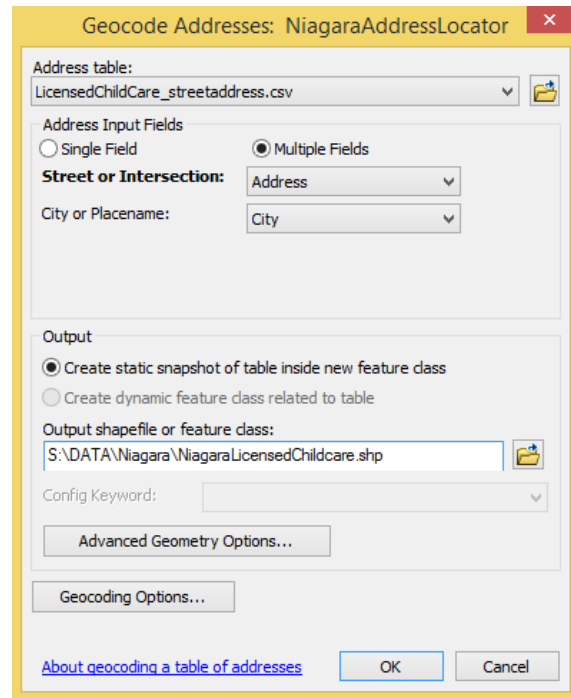 Geocode Addresses: NiagaraAddressLocator
Address table:
LicensedChildCare_streetaddress.csv
Address Input Fields
Single Field Multiple Fields
Street or Intersection: Address
City or Placename: City
Output
Create static snapshot of table inside new feature class
Create dynamic feature class related to table
Output shapefile or feature class:
S:\DATA\Niagara\NiagaraLicensedChildcare.shp
Config Keyword:
Advanced Geometry Options...
Geocoding Options...
About geocoding a table of addresses OK Cancel